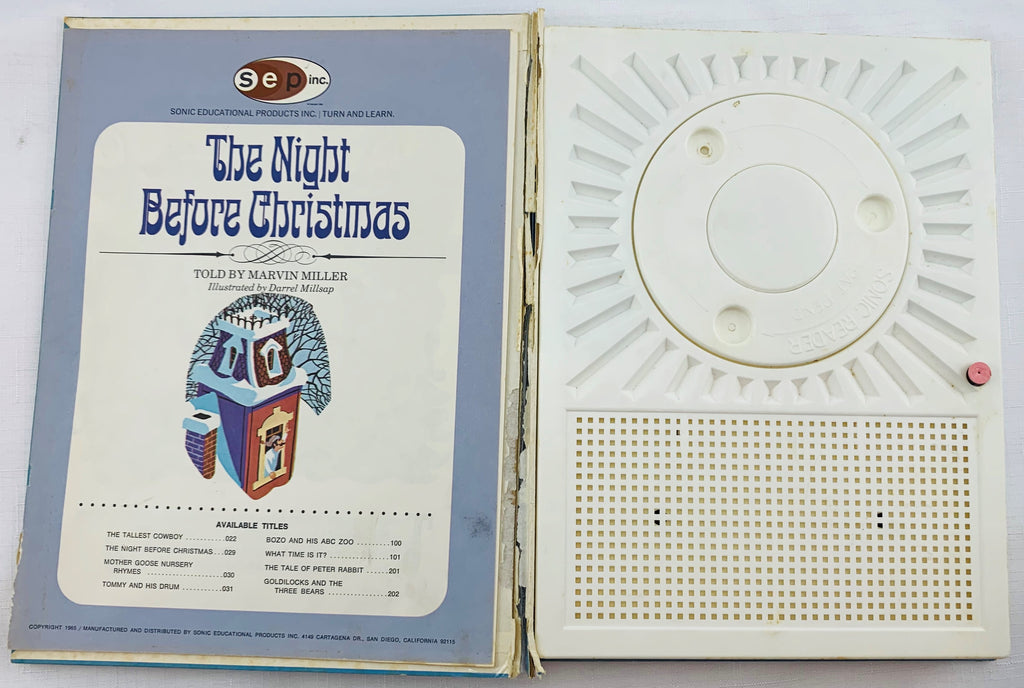 sep inc.
SONIC EDUCATIONAL PRODUCTS INC. | TURN AND LEARN.
The Night
Before Christmas
TOLD BY MARVIN MILLER
Illustrated by Darrel Millsap
AVAILABLE TITLES
THE TALLEST COWBOY ..........022
THE NIGHT BEFORE CHRISTMAS...029
MOTHER GOOSE NURSERY
RHYMES ....................030
TOMMY AND HIS DRUM ..........031
BOZO AND HIS ABC ZOO .........100
WHAT TIME IS IT? ..............101
THE TALE OF PETER RABBIT ......201
GOLDILOCKS AND THE
THREE BEARS ................202
COPYRIGHT 1965 / MANUFACTURED AND DISTRIBUTED BY SONIC EDUCATIONAL PRODUCTS INC. 4149 CARTAGENA DR., SAN DIEGO, CALIFORNIA 92115
SONIC READER